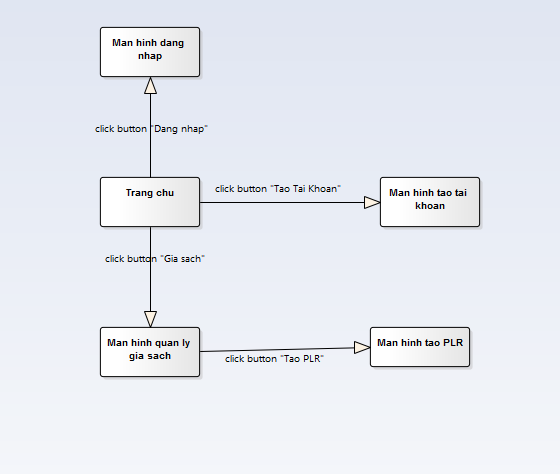 Man hinh dang
nhap
click button "Dang nhap"
Trang chu
click button "Tao Tai Khoan"
Man hinh tao tai
khoan
click button "Gia sach"
Man hinh quan ly
gia sach
click button "Tao PLR"
Man hinh tao PLR